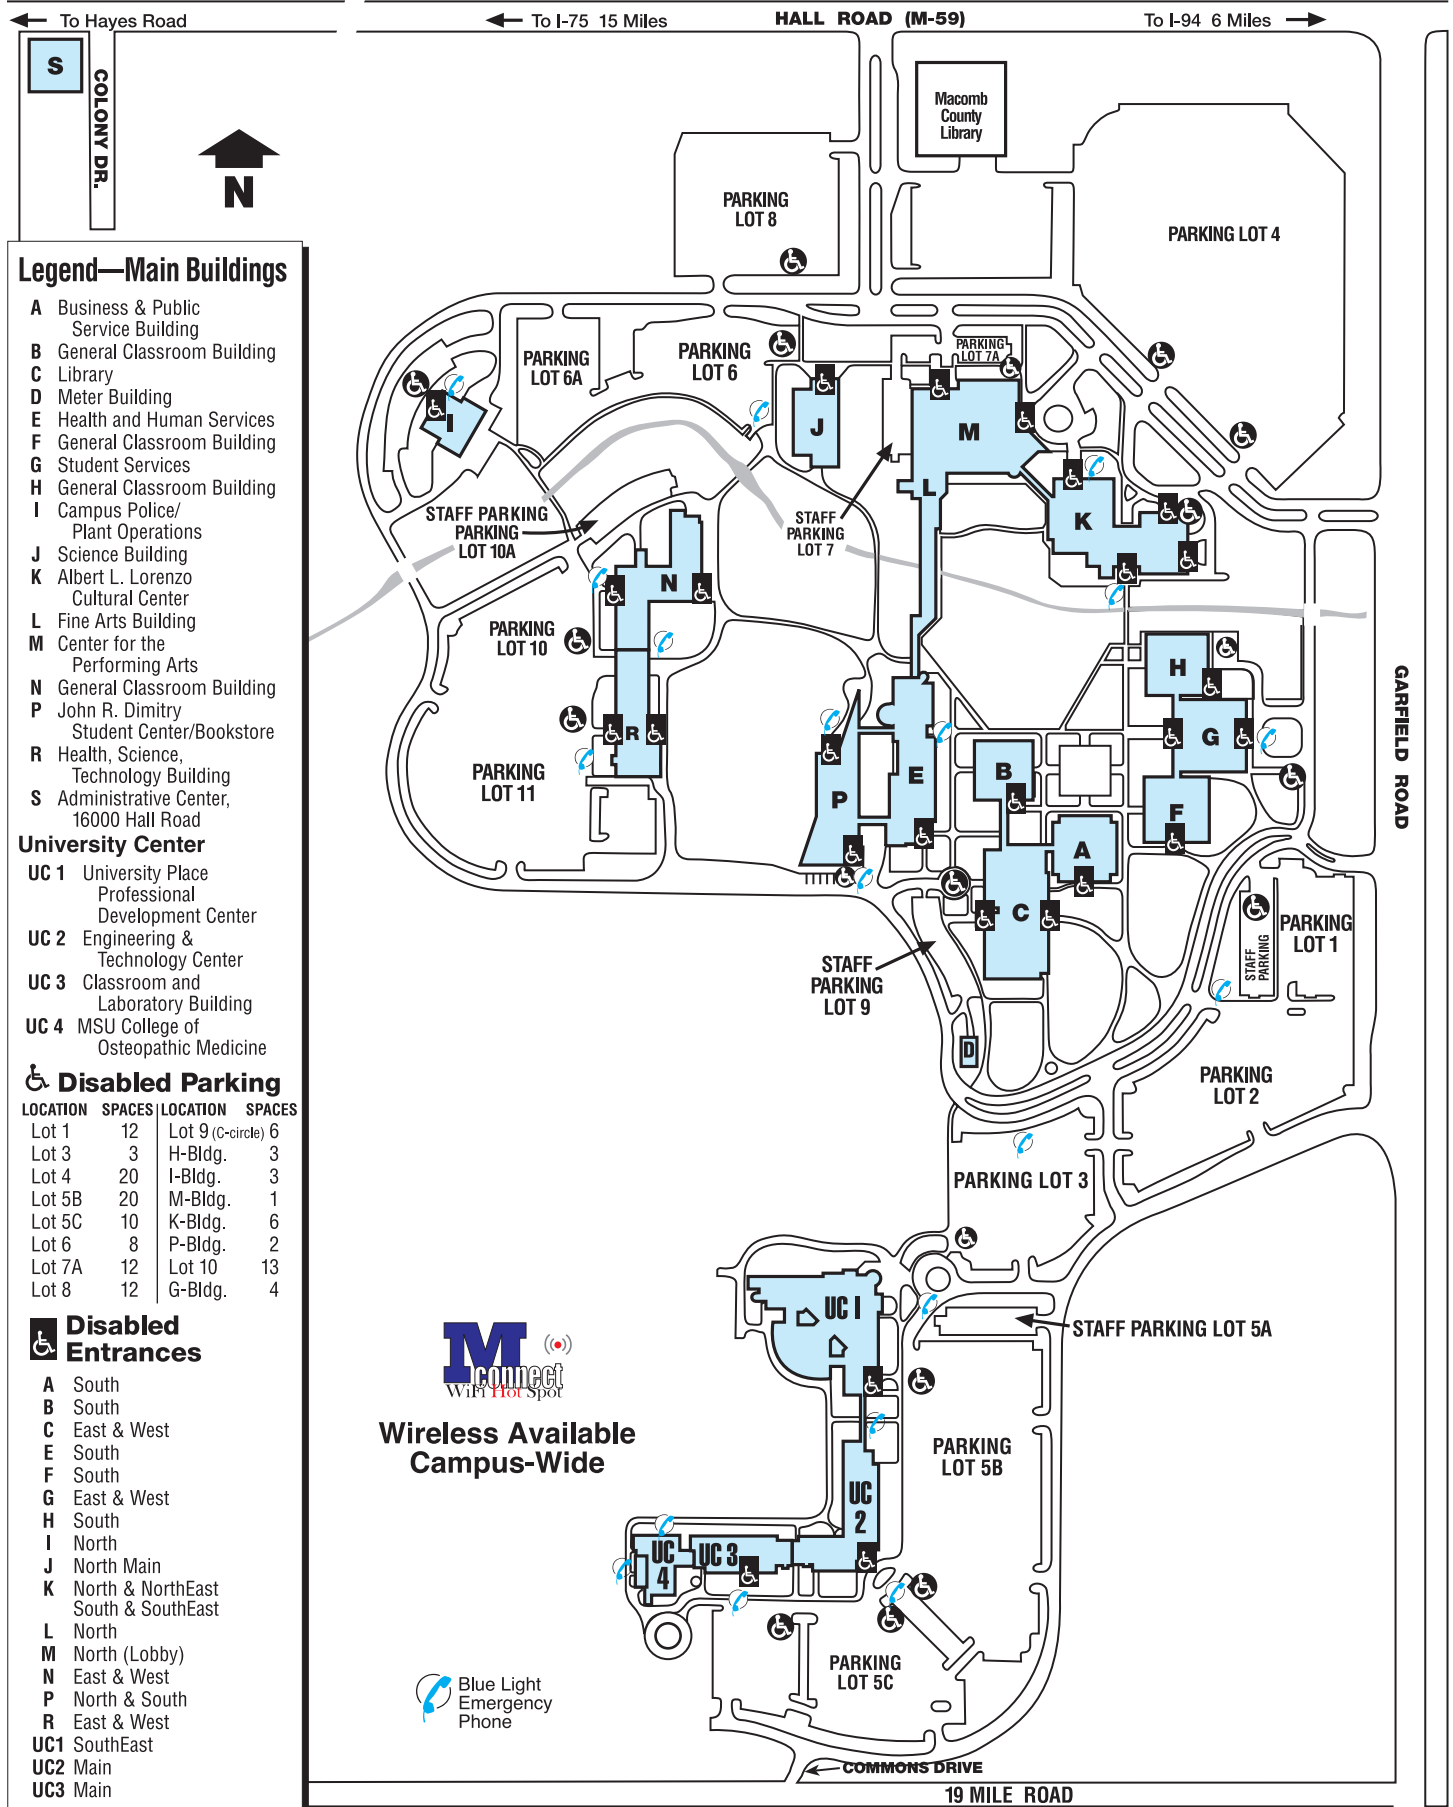 To Hayes Road
To I-75 15 Miles
HALL ROAD (M-59)
To I-94 6 Miles
S
COLONY DR.
N
Macomb
County
Library
PARKING
LOT 8
PARKING LOT 4
Legend—Main Buildings
A Business & Public
Service Building
B General Classroom Building
C Library
D Meter Building
E Health and Human Services
F General Classroom Building
G Student Services
H General Classroom Building
I Campus Police/
Plant Operations
J Science Building
K Albert L. Lorenzo
Cultural Center
L Fine Arts Building
M Center for the
Performing Arts
N General Classroom Building
P John R. Dimitry
Student Center/Bookstore
R Health, Science,
Technology Building
S Administrative Center,
16000 Hall Road
University Center
UC 1 University Place
Professional
Development Center
UC 2 Engineering &
Technology Center
UC 3 Classroom and
Laboratory Building
UC 4 MSU College of
Osteopathic Medicine
Disabled Parking
LOCATION SPACES LOCATION SPACES
Lot 1 12 Lot 9 (C-circle) 6
Lot 3 3 H-Bldg. 3
Lot 4 20 I-Bldg. 3
Lot 5B 20 M-Bldg. 1
Lot 5C 10 K-Bldg. 6
Lot 6 8 P-Bldg. 2
Lot 7A 12 Lot 10 13
Lot 8 12 G-Bldg. 4
Disabled
Entrances
A South
B South
C East & West
E South
F South
G East & West
H South
I North
J North Main
K North & NorthEast
South & SouthEast
L North
M North (Lobby)
N East & West
P North & South
R East & West
UC1 SouthEast
UC2 Main
UC3 Main
PARKING
LOT 6A
PARKING
LOT 6
PARKING
LOT 7A
I
J
M
L
K
STAFF PARKING
PARKING
LOT 10A
STAFF
PARKING
LOT 7
N
PARKING
LOT 10
H
GARFIELD ROAD
R
G
PARKING
LOT 11
P
E
B
F
A
C
STAFF
PARKING
PARKING
LOT 1
STAFF
PARKING
LOT 9
D
PARKING
LOT 2
PARKING LOT 3
UC 1
STAFF PARKING LOT 5A
M
connect
WiFi Hot Spot
Wireless Available
Campus-Wide
PARKING
LOT 5B
UC
2
UC 3
UC
4
PARKING
LOT 5C
Blue Light
Emergency
Phone
COMMONS DRIVE
19 MILE ROAD